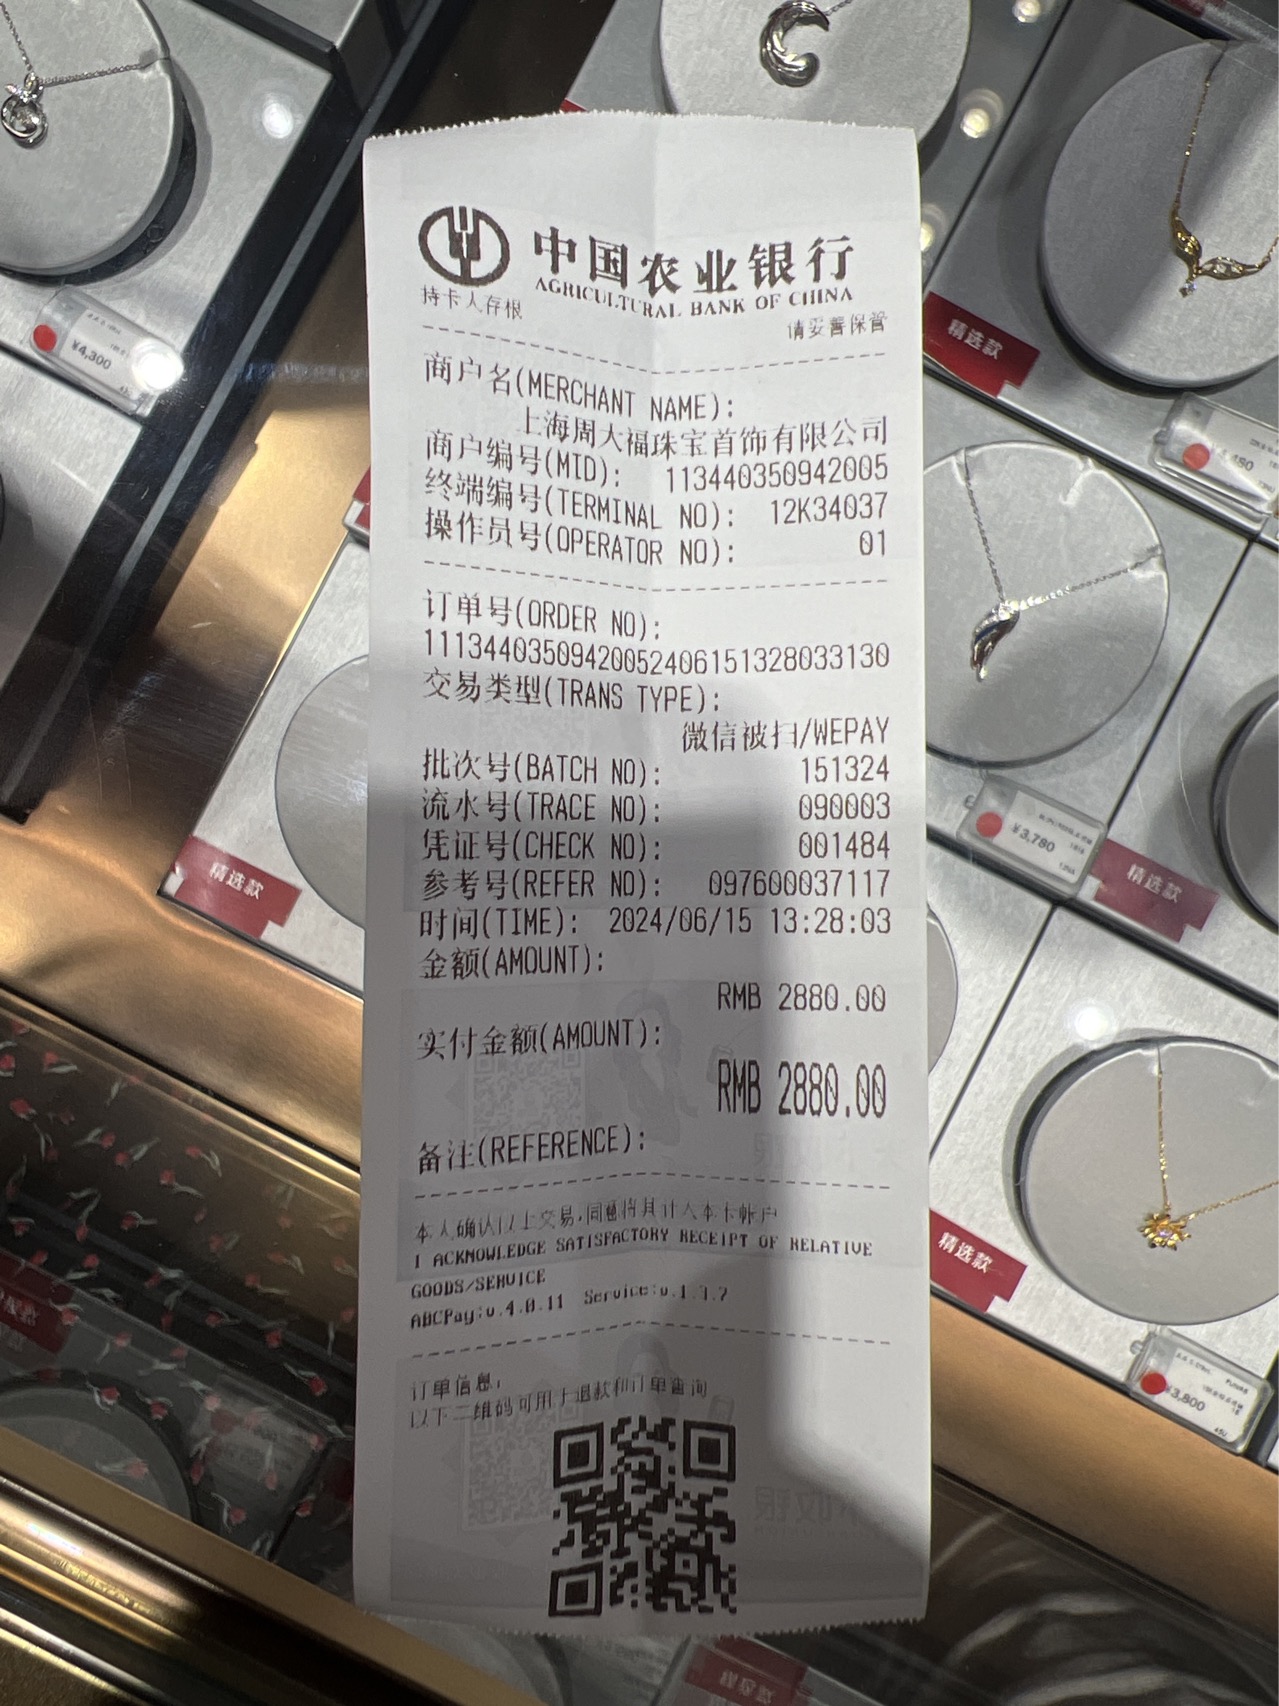 中国农业银行
AGRICULTURAL BANK OF CHINA
持卡人存根
请妥善保管
商户名(MERCHANT NAME):
上海周大福珠宝首饰有限公司
商户编号(MID): 113440350942005
终端编号(TERMINAL NO): 12K34037
操作员号(OPERATOR NO): 01
订单号(ORDER NO):
11134403509420052406151328033130
交易类型(TRANS TYPE):
微信被扫/WEPAY
批次号(BATCH NO): 151324
流水号(TRACE NO): 090003
凭证号(CHECK NO): 001484
参考号(REFER NO): 097600037117
时间(TIME): 2024/06/15 13:28:03
金额(AMOUNT):
RMB 2880.00
实付金额(AMOUNT):
RMB 2880.00
备注(REFERENCE):
本人确认以上交易,同意将其计入本卡帐户
I ACKNOWLEDGE SATISFACTORY RECEIPT OF RELATIVE
GOODS/SERVICE
ABCPay:v.4.0.11 Service:v.1.3.7
订单信息:
以下二维码可用于退款和订单查询
¥4,300
精选款
¥3,780
精选款
精选款
精选款
¥3,800